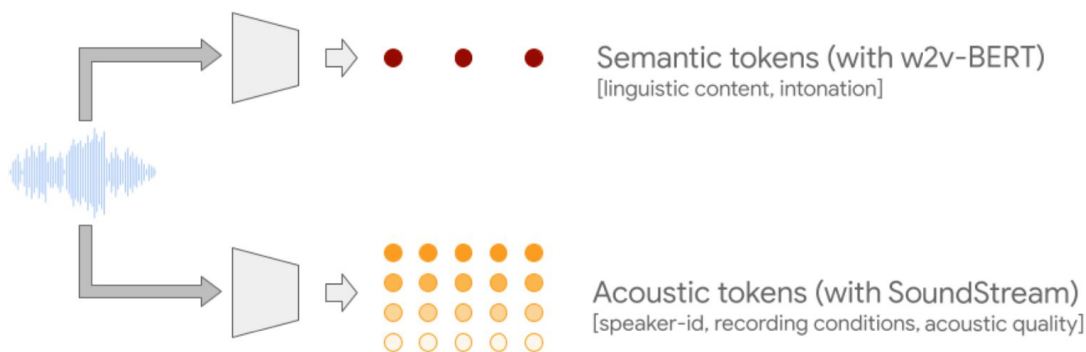 Semantic tokens (with w2v-BERT)
[linguistic content, intonation]
Acoustic tokens (with SoundStream)
[speaker-id, recording conditions, acoustic quality]